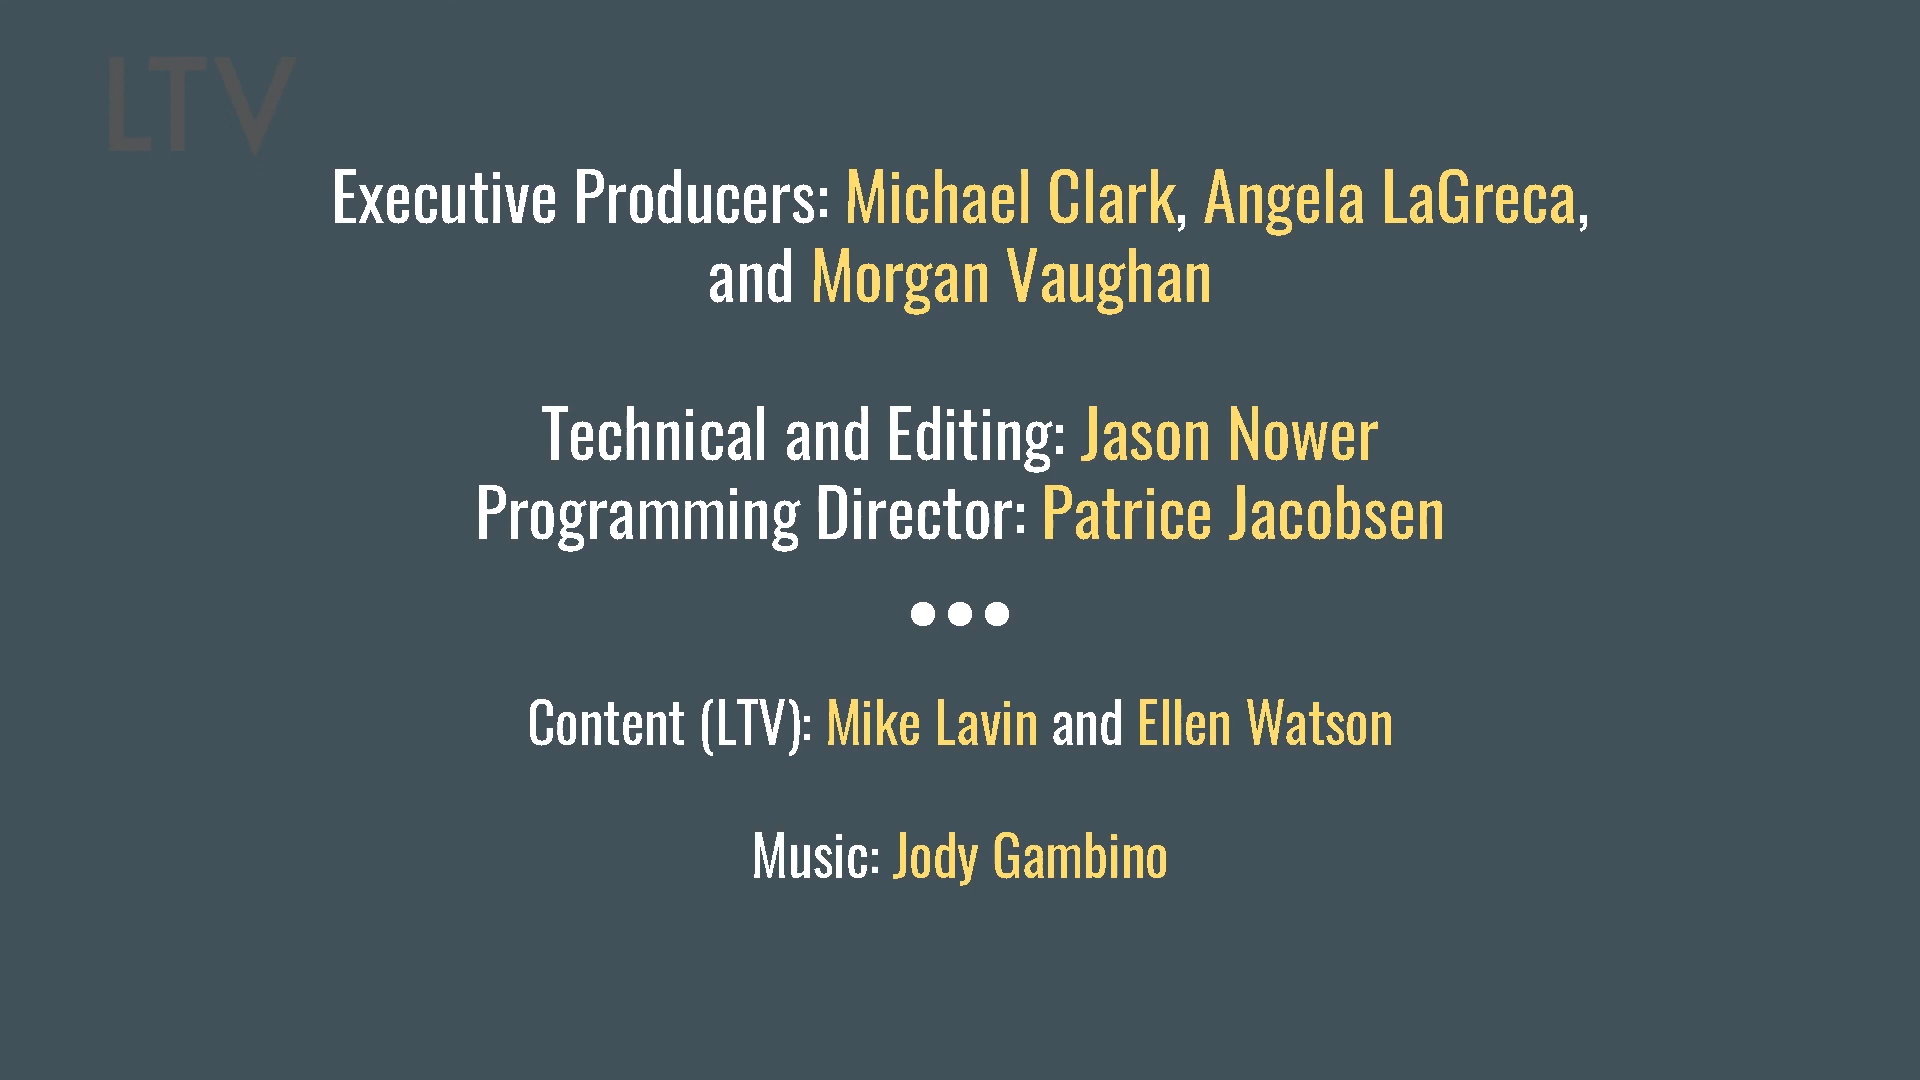 LTV
Executive Producers: Michael Clark, Angela LaGreca,
and Morgan Vaughan
Technical and Editing: Jason Nower
Programming Director: Patrice Jacobsen
Content (LTV): Mike Lavin and Ellen Watson
Music: Jody Gambino